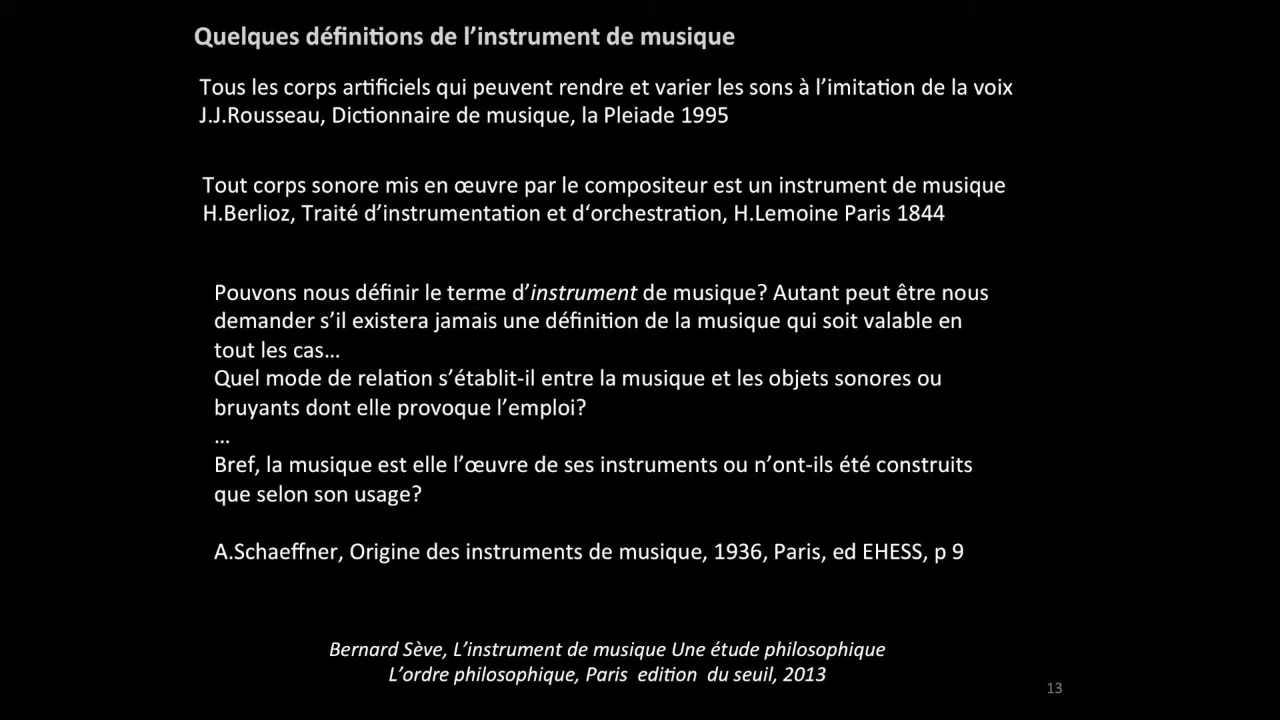 Quelques définitions de l’instrument de musique
Tous les corps artificiels qui peuvent rendre et varier les sons à l’imitation de la voix
J.J.Rousseau, Dictionnaire de musique, la Pleiade 1995
Tout corps sonore mis en œuvre par le compositeur est un instrument de musique
H.Berlioz, Traité d’instrumentation et d‘orchestration, H.Lemoine Paris 1844
Pouvons nous définir le terme d’instrument de musique? Autant peut être nous
demander s’il existera jamais une définition de la musique qui soit valable en
tout les cas…
Quel mode de relation s’établit-il entre la musique et les objets sonores ou
bruyants dont elle provoque l’emploi?
…
Bref, la musique est elle l’œuvre de ses instruments ou n’ont-ils été construits
que selon son usage?
A.Schaeffner, Origine des instruments de musique, 1936, Paris, ed EHESS, p 9
Bernard Sève, L’instrument de musique Une étude philosophique
L’ordre philosophique, Paris edition du seuil, 2013
13